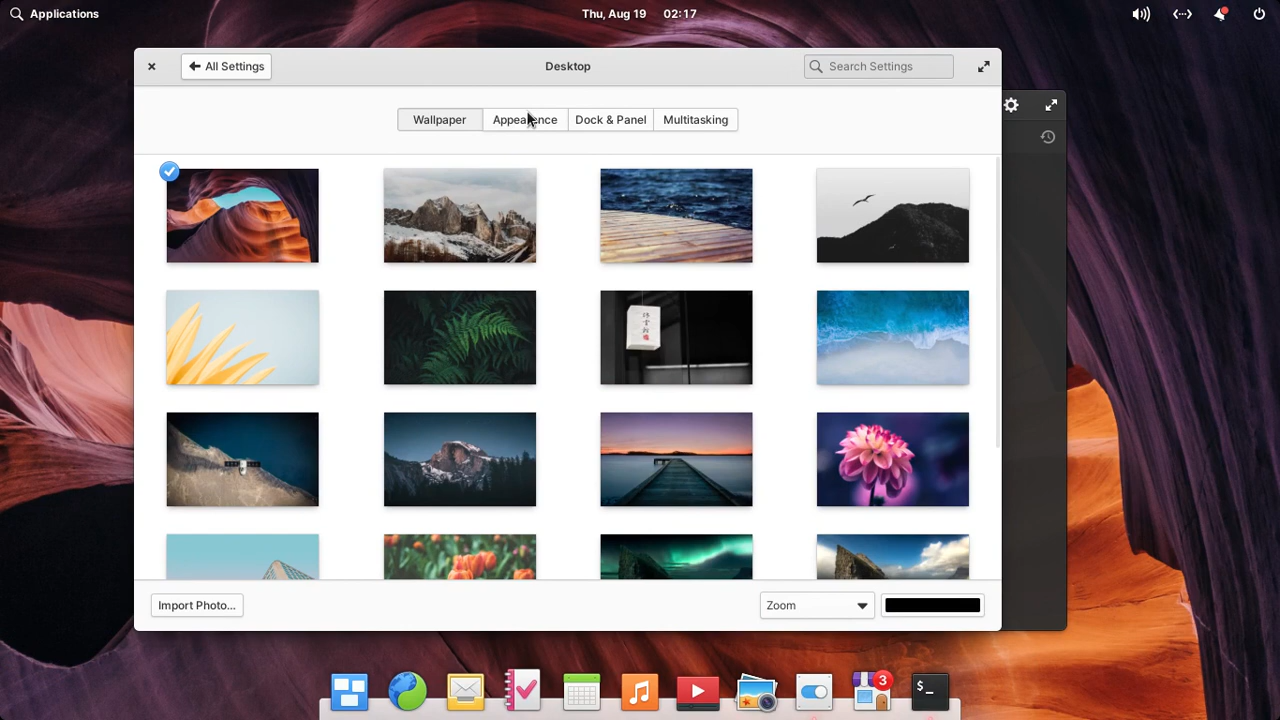 Applications
Thu, Aug 19 02:17
All Settings
Desktop
Search Settings
Wallpaper
Appearance
Dock & Panel
Multitasking
Import Photo...
Zoom
3
$_